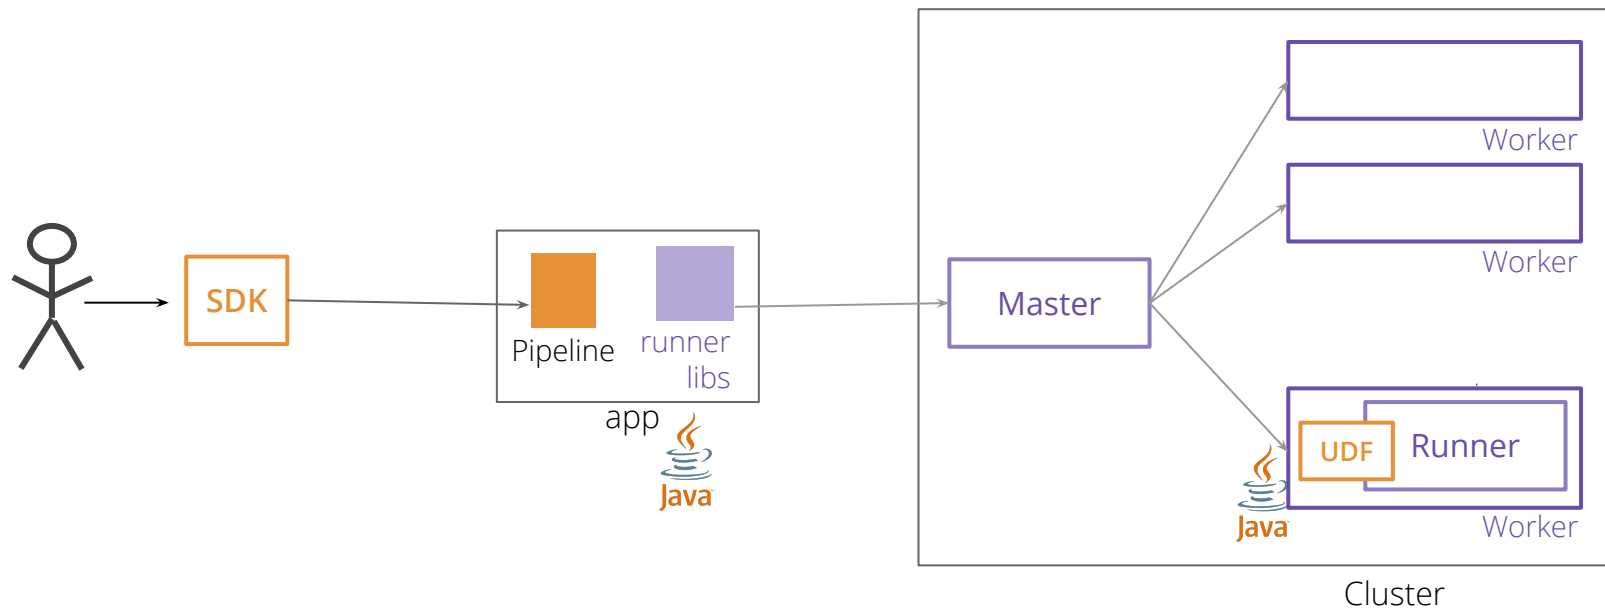 SDK
Pipeline
runner
libs
app
Java
Master
Worker
Worker
UDF
Runner
Java
Worker
Cluster